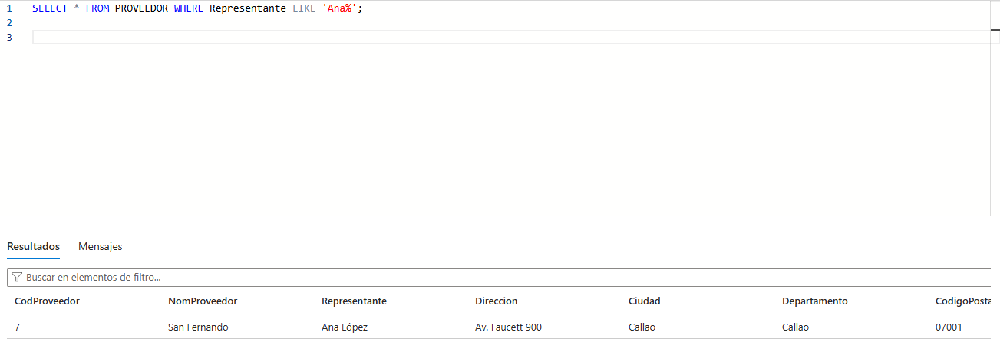 1 SELECT * FROM PROVEEDOR WHERE Representante LIKE 'Ana%';
2
3
Resultados Mensajes
Buscar en elementos de filtro...
CodProveedor NomProveedor Representante Direccion Ciudad Departamento CodigoPosta
7 San Fernando Ana López Av. Faucett 900 Callao Callao 07001